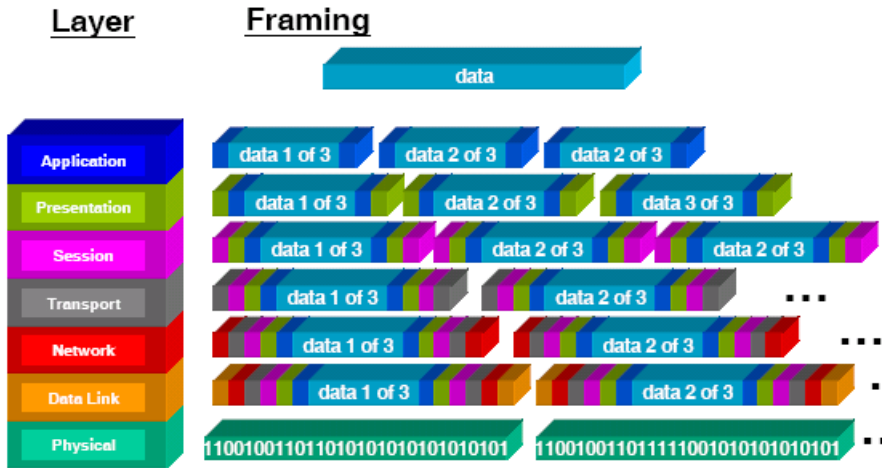 Layer Framing
data
Application data 1 of 3 data 2 of 3 data 2 of 3
Presentation data 1 of 3 data 2 of 3 data 3 of 3
Session data 1 of 3 data 2 of 3 data 2 of 3
Transport data 1 of 3 data 2 of 3 ...
Network data 1 of 3 data 2 of 3 ...
Data Link data 1 of 3 data 2 of 3
Physical